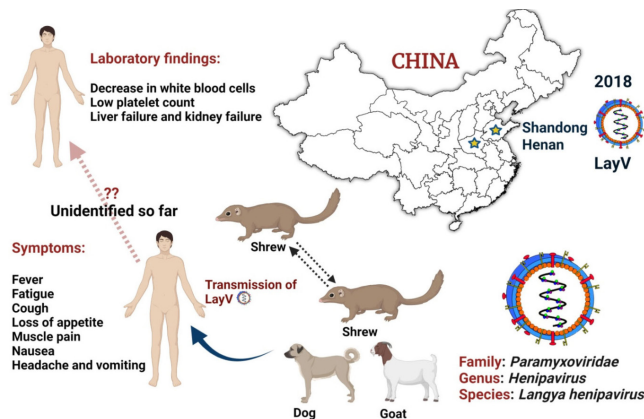 Laboratory findings:
Decrease in white blood cells
Low platelet count
Liver failure and kidney failure
CHINA
2018
Shandong
Henan
LayV
??
Unidentified so far
Symptoms:
Fever
Fatigue
Cough
Loss of appetite
Muscle pain
Nausea
Headache and vomiting
Shrew
Transmission of
LayV
Shrew
Dog
Goat
Family: Paramyxoviridae
Genus: Henipavirus
Species: Langya henipavirus